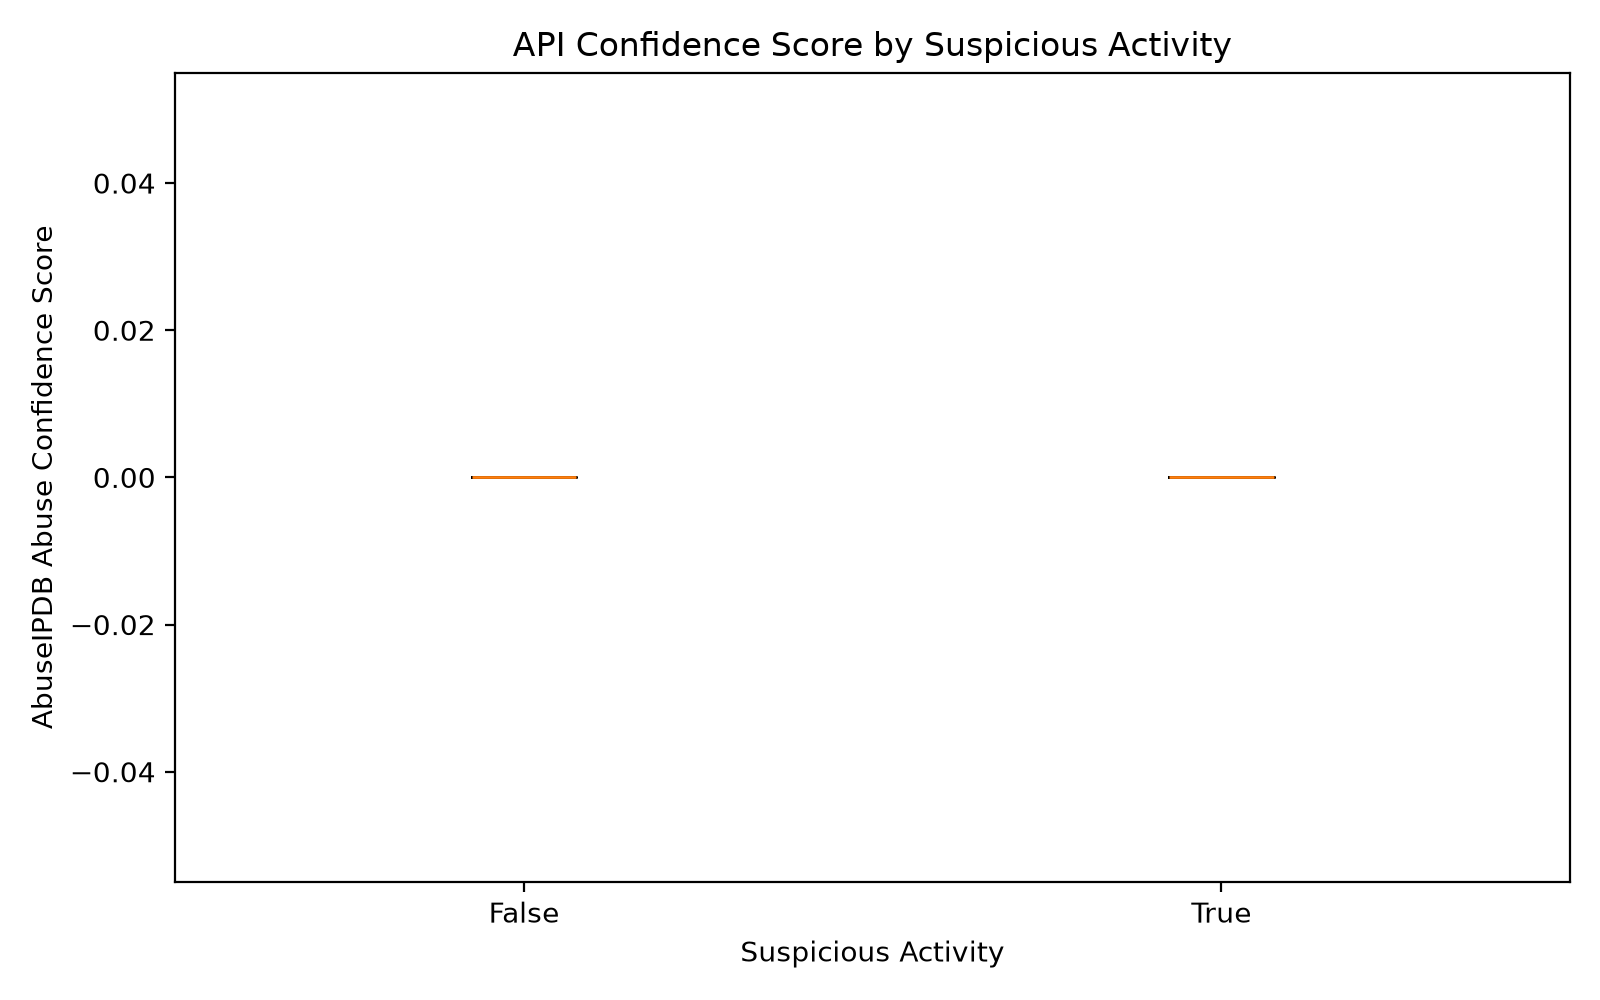 API Confidence Score by Suspicious Activity
AbuseIPDB Abuse Confidence Score
0.04
0.02
0.00
−0.02
−0.04
False
True
Suspicious Activity